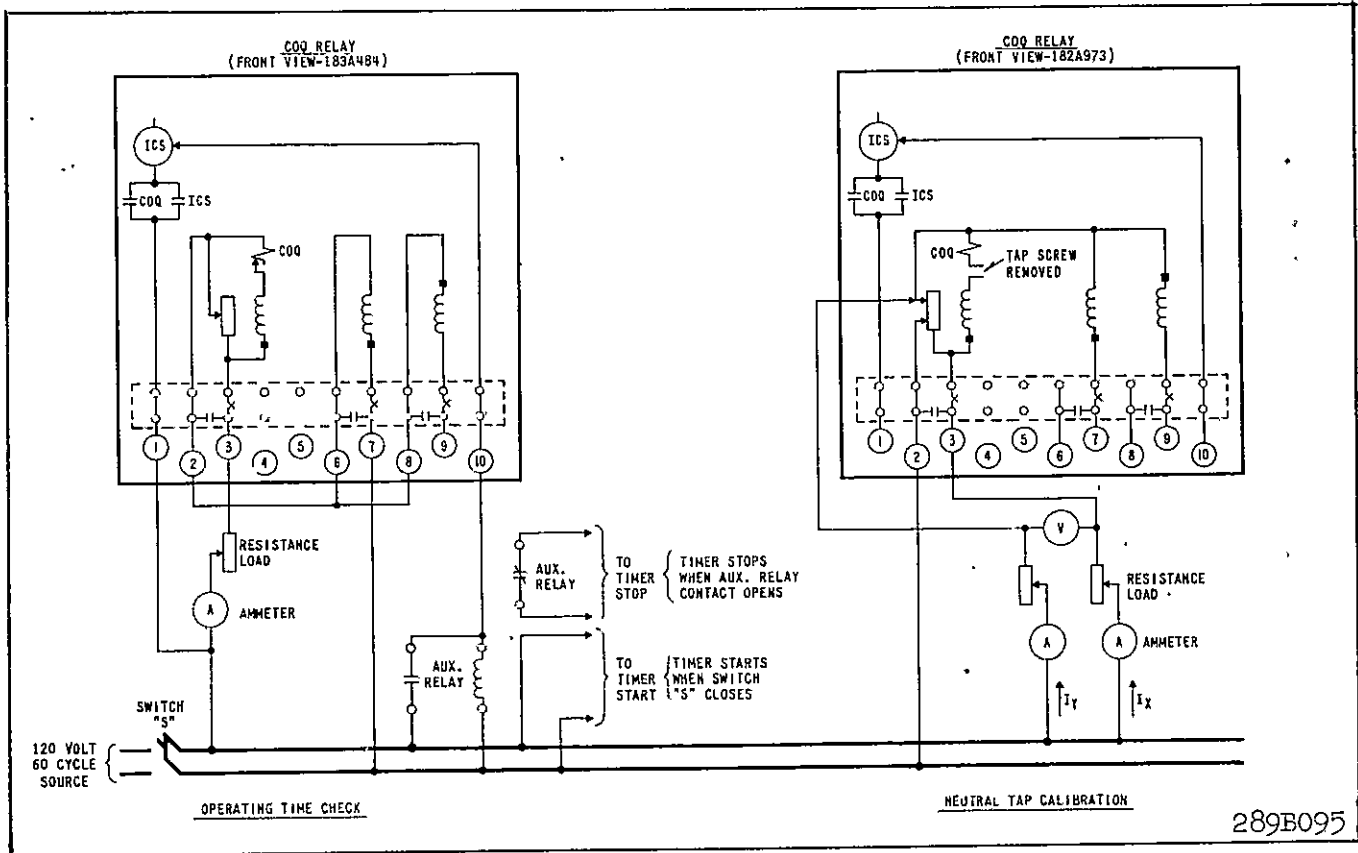 COQ RELAY
(FRONT VIEW-183A484)
ICS
COQ
ICS
COQ
1
2
3
4
5
6
7
8
9
10
RESISTANCE
LOAD
A
AMMETER
AUX.
RELAY
AUX.
RELAY
TO
TIMER
STOP
TIMER STOPS
WHEN AUX. RELAY
CONTACT OPENS
TO
TIMER
START
TIMER STARTS
WHEN SWITCH
"S" CLOSES
SWITCH
"S"
120 VOLT
60 CYCLE
SOURCE
OPERATING TIME CHECK
COQ RELAY
(FRONT VIEW-182A973)
ICS
COQ
ICS
COQ
TAP SCREW
REMOVED
1
2
3
4
5
6
7
8
9
10
V
RESISTANCE
LOAD
A
A
AMMETER
IY
IX
NEUTRAL TAP CALIBRATION
289B095